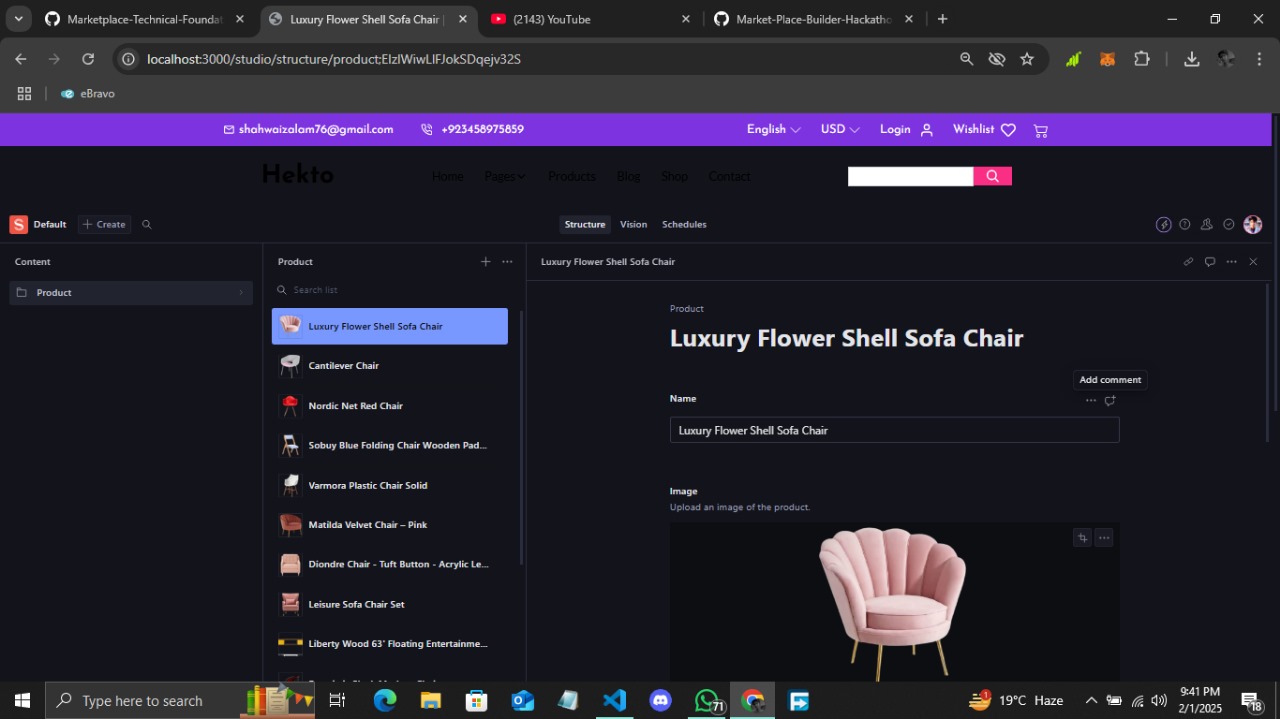 Marketplace-Technical-Foundat
Luxury Flower Shell Sofa Chair |
(2143) YouTube
Market-Place-Builder-Hackatho
localhost:3000/studio/structure/product;EIzlWiwLlFJokSDqejv32S
eBravo
shahwaizalam76@gmail.com
+923458975859
English
USD
Login
Wishlist
Hekto
Home
Pages
Products
Blog
Shop
Contact
S
Default
Create
Structure
Vision
Schedules
Content
Product
Product
Search list
Luxury Flower Shell Sofa Chair
Cantilever Chair
Nordic Net Red Chair
Sobuy Blue Folding Chair Wooden Pad...
Varmora Plastic Chair Solid
Matilda Velvet Chair – Pink
Diondre Chair - Tuft Button - Acrylic Le...
Leisure Sofa Chair Set
Liberty Wood 63" Floating Entertainme...
Luxury Flower Shell Sofa Chair
Product
Luxury Flower Shell Sofa Chair
Add comment
Name
Luxury Flower Shell Sofa Chair
Image
Upload an image of the product.
Type here to search
71
1
19°C Haze
3:41 PM
2/1/2025
18